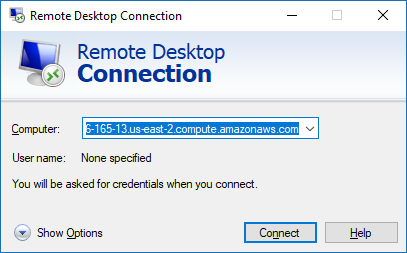 Remote Desktop Connection
Remote Desktop
Connection
Computer: 6-165-13.us-east-2.compute.amazonaws.com
User name: None specified
You will be asked for credentials when you connect.
Show Options Connect Help